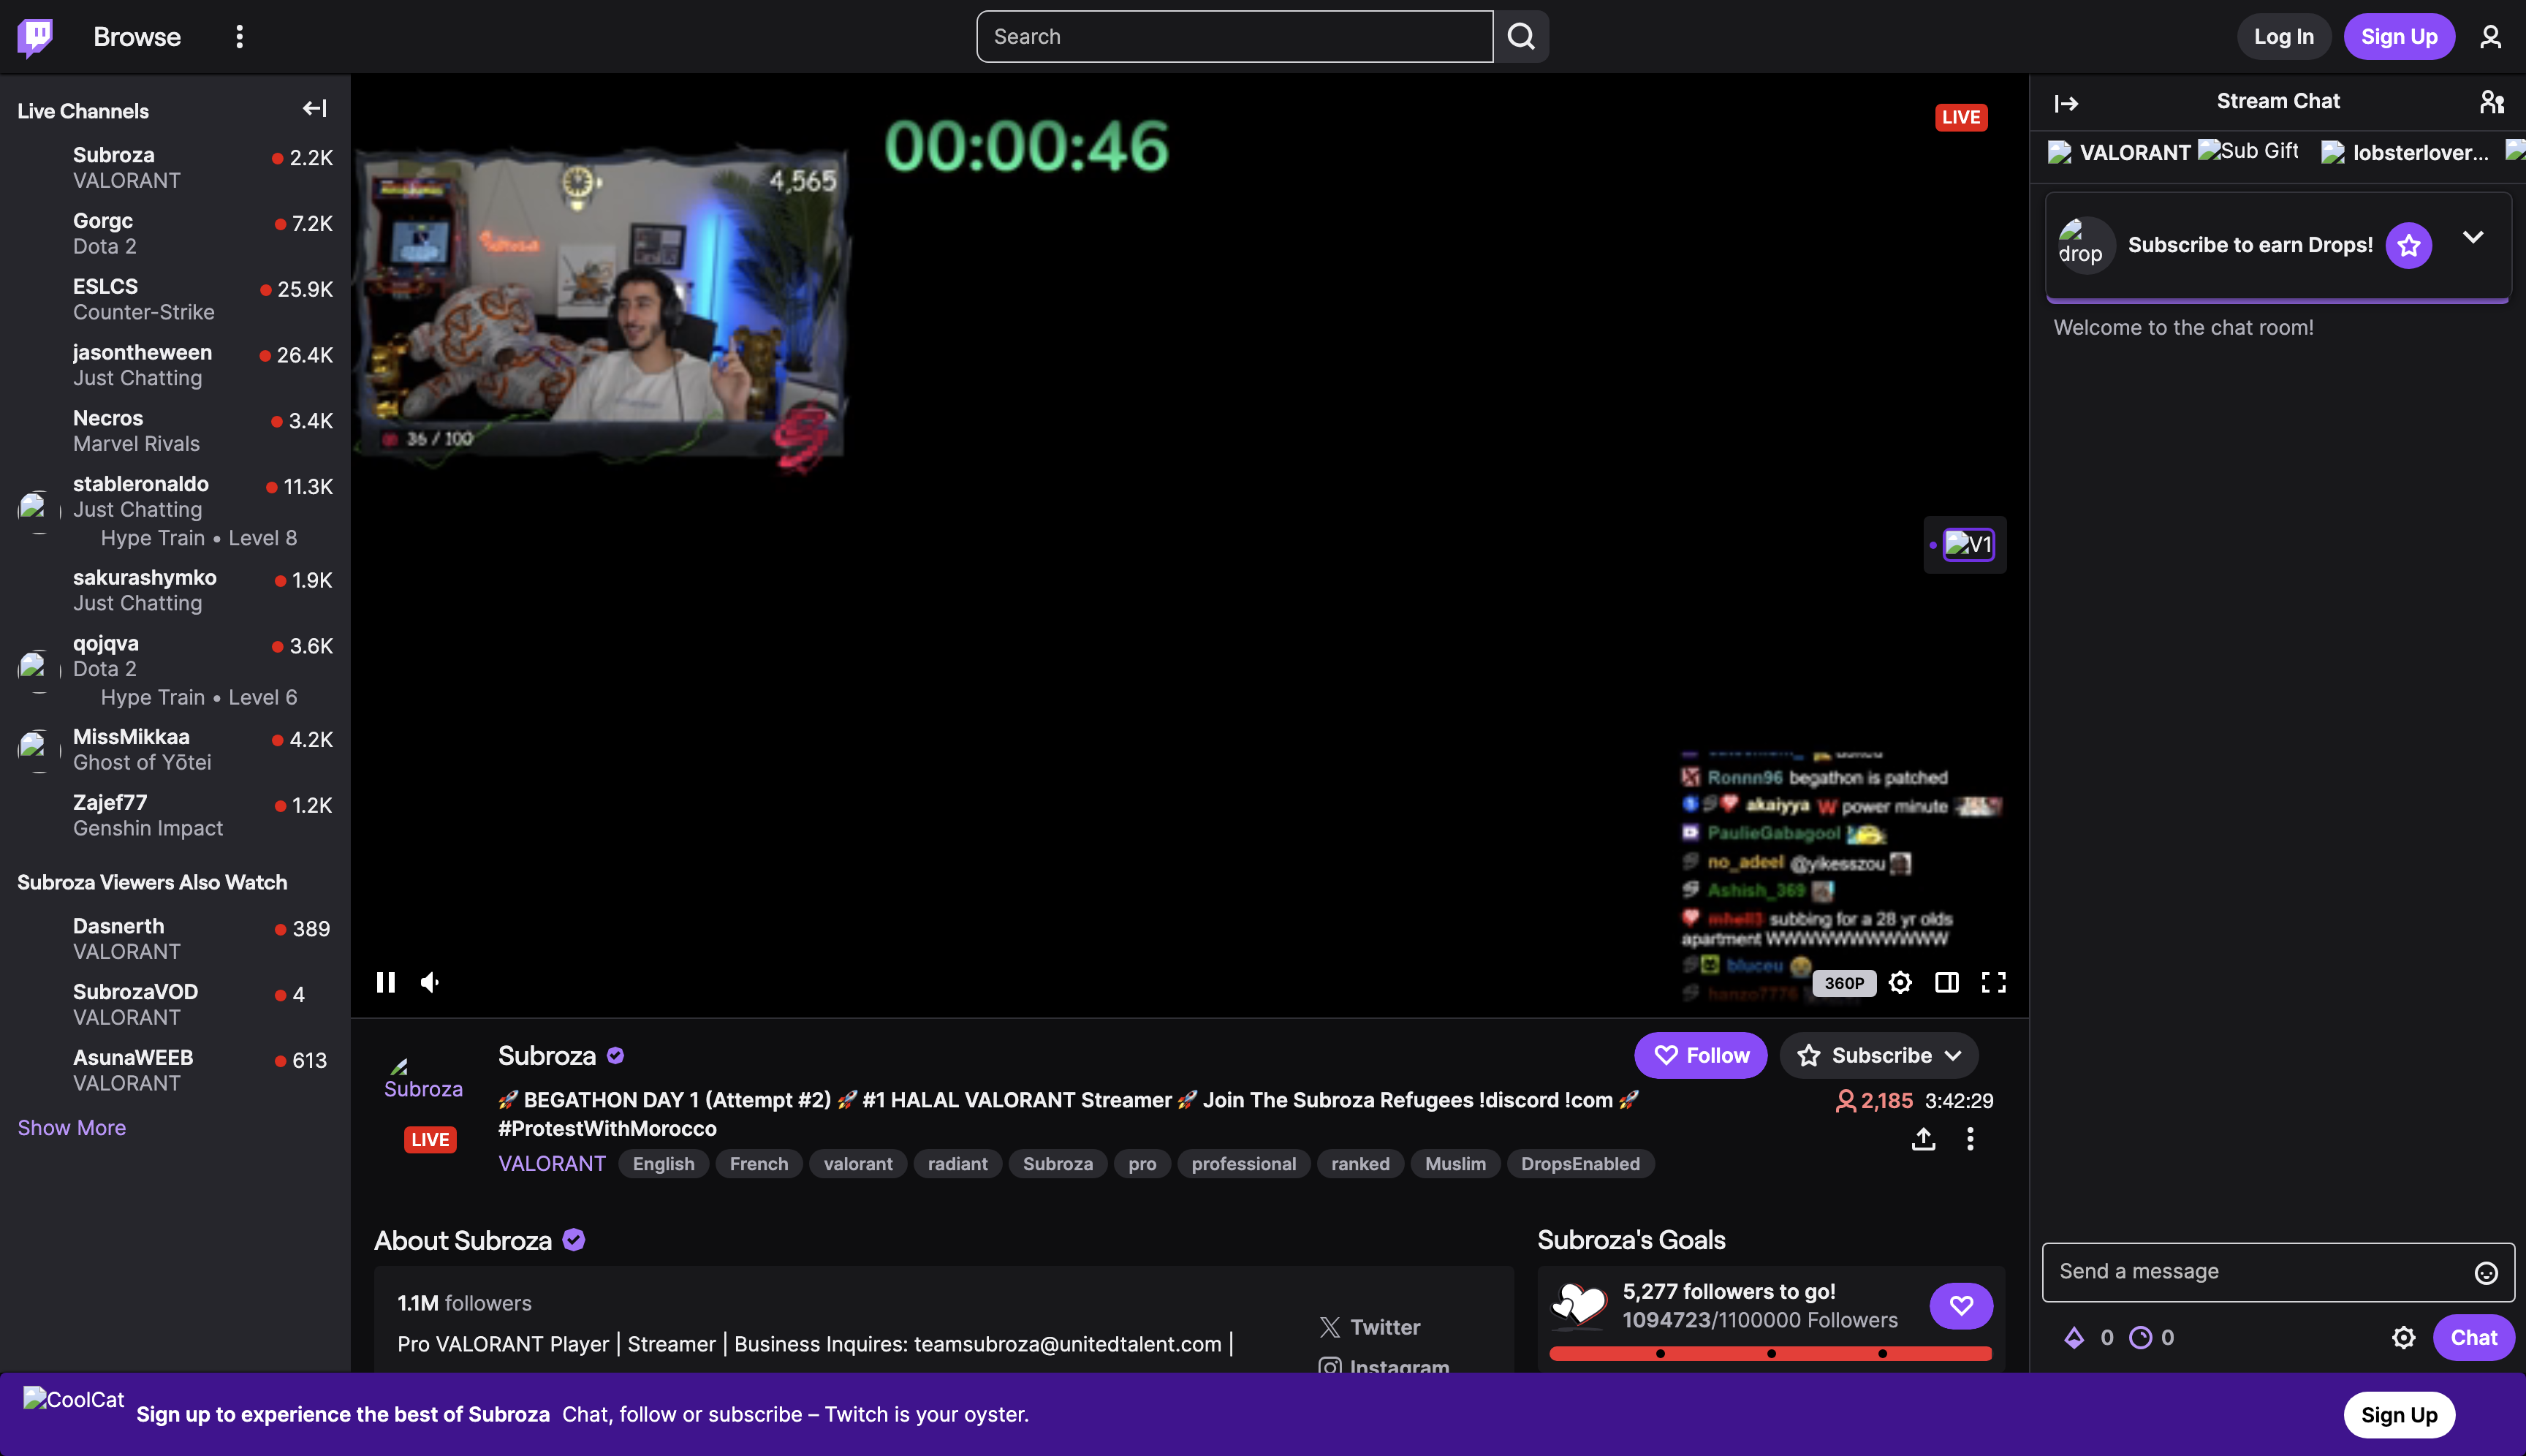 Browse
Search
Log In
Sign Up
Live Channels
Subroza
VALORANT
2.2K
Gorgc
Dota 2
7.2K
ESLCS
Counter-Strike
25.9K
jasontheween
Just Chatting
26.4K
Necros
Marvel Rivals
3.4K
stableronaldo
Just Chatting
11.3K
Hype Train • Level 8
sakurashymko
Just Chatting
1.9K
qojqva
Dota 2
3.6K
Hype Train • Level 6
MissMikkaa
Ghost of Yōtei
4.2K
Zajef77
Genshin Impact
1.2K
Subroza Viewers Also Watch
Dasnerth
VALORANT
389
SubrozaVOD
VALORANT
4
AsunaWEEB
VALORANT
613
Show More
00:00:46
LIVE
4,565
36 / 100
V1
Ronnn96 begathon is patched
akaiyya W power minute
PaulieGabagool
no_adeel @yikesszou
Ashish_369
mhell3 subbing for a 28 yr olds
apartment WWWWWWWWWWWW
bluceu
hanzo7776
360P
Subroza
LIVE
Subroza
Follow
Subscribe
🚀 BEGATHON DAY 1 (Attempt #2) 🚀 #1 HALAL VALORANT Streamer 🚀 Join The Subroza Refugees !discord !com 🚀
#ProtestWithMorocco
2,185 3:42:29
VALORANT English French valorant radiant Subroza pro professional ranked Muslim DropsEnabled
About Subroza
1.1M followers
Pro VALORANT Player | Streamer | Business Inquires: teamsubroza@unitedtalent.com |
Twitter
Instagram
Subroza's Goals
5,277 followers to go!
1094723/1100000 Followers
Stream Chat
VALORANT Sub Gift lobsterlover...
drop
Subscribe to earn Drops!
Welcome to the chat room!
Send a message
0 0
Chat
CoolCat
Sign up to experience the best of Subroza Chat, follow or subscribe – Twitch is your oyster.
Sign Up